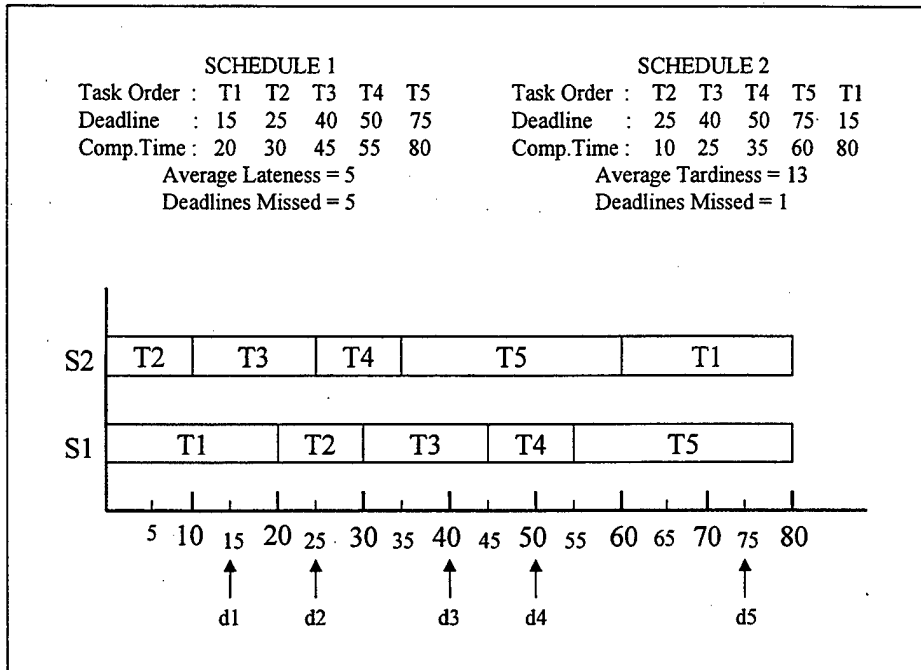 SCHEDULE 1
Task Order : T1 T2 T3 T4 T5
Deadline : 15 25 40 50 75
Comp.Time : 20 30 45 55 80
Average Lateness = 5
Deadlines Missed = 5
SCHEDULE 2
Task Order : T2 T3 T4 T5 T1
Deadline : 25 40 50 75 15
Comp.Time : 10 25 35 60 80
Average Tardiness = 13
Deadlines Missed = 1
S2 T2 T3 T4 T5 T1
S1 T1 T2 T3 T4 T5
5 10 15 20 25 30 35 40 45 50 55 60 65 70 75 80
d1 d2 d3 d4 d5